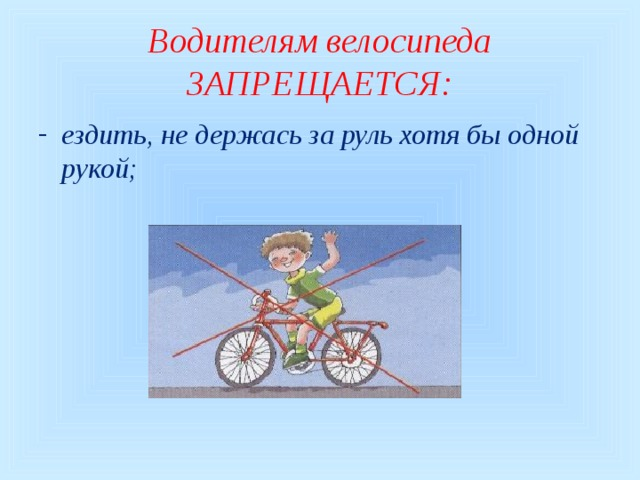 Водителям велосипеда
ЗАПРЕЩАЕТСЯ:
- ездить, не держась за руль хотя бы одной
рукой;